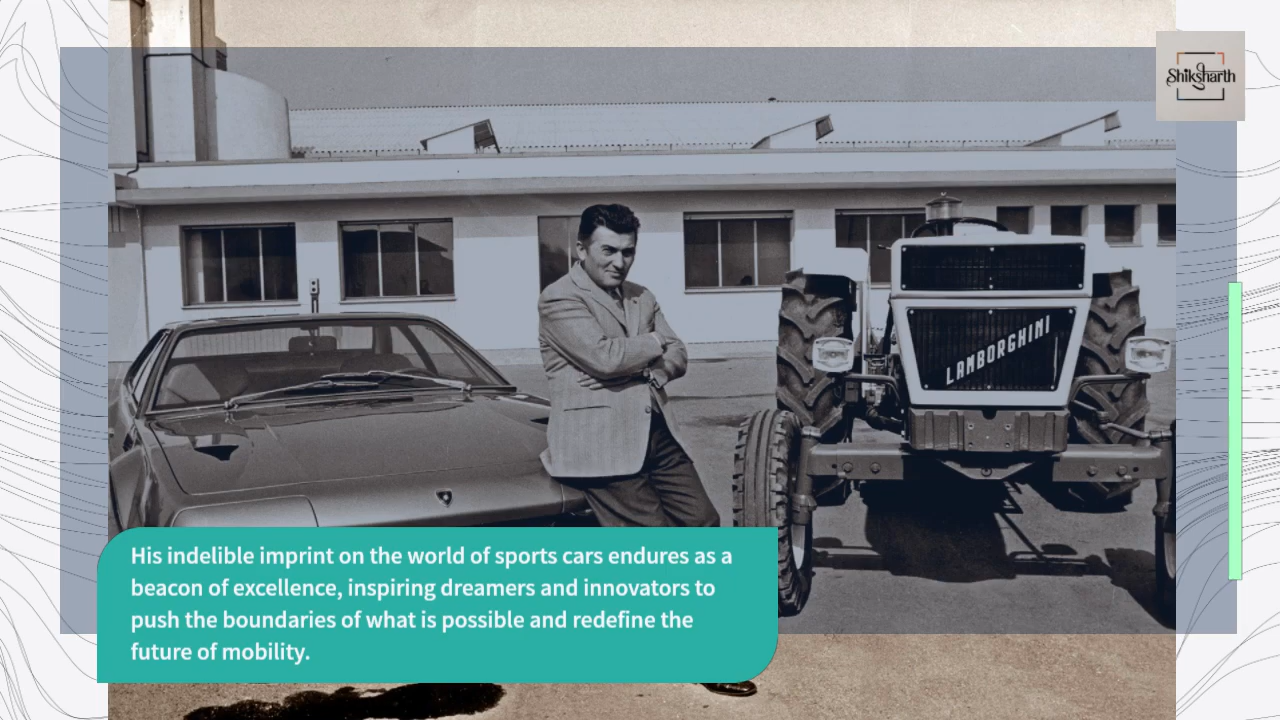 Shiksharth
LAMBORGHINI
His indelible imprint on the world of sports cars endures as a
beacon of excellence, inspiring dreamers and innovators to
push the boundaries of what is possible and redefine the
future of mobility.